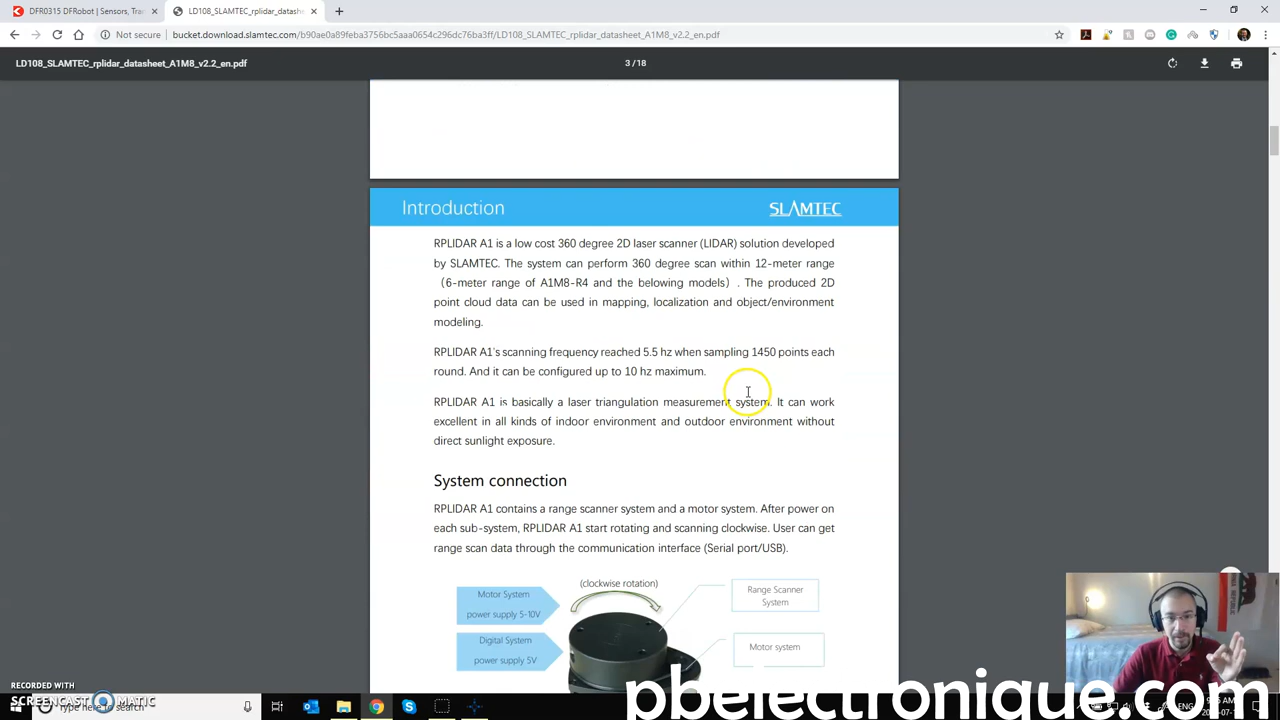 DFR0315 DFRobot | Sensors, Tra
LD108_SLAMTEC_rplidar_datashe
Not secure | bucket.download.slamtec.com/b90ae0a89feba3756bc5aaa0654c296dc76ba3ff/LD108_SLAMTEC_rplidar_datasheet_A1M8_v2.2_en.pdf
LD108_SLAMTEC_rplidar_datasheet_A1M8_v2.2_en.pdf
3 / 18
Introduction
SLAMTEC
RPLIDAR A1 is a low cost 360 degree 2D laser scanner (LIDAR) solution developed
by SLAMTEC. The system can perform 360 degree scan within 12-meter range
（6-meter range of A1M8-R4 and the belowing models）. The produced 2D
point cloud data can be used in mapping, localization and object/environment
modeling.
RPLIDAR A1's scanning frequency reached 5.5 hz when sampling 1450 points each
round. And it can be configured up to 10 hz maximum.
RPLIDAR A1 is basically a laser triangulation measurement system. It can work
excellent in all kinds of indoor environment and outdoor environment without
direct sunlight exposure.
System connection
RPLIDAR A1 contains a range scanner system and a motor system. After power on
each sub-system, RPLIDAR A1 start rotating and scanning clockwise. User can get
range scan data through the communication interface (Serial port/USB).
(clockwise rotation)
Motor System
power supply 5-10V
Range Scanner
System
Digital System
power supply 5V
Motor system
RECORDED WITH
SCREENCAST MATIC
pbelectronique.com